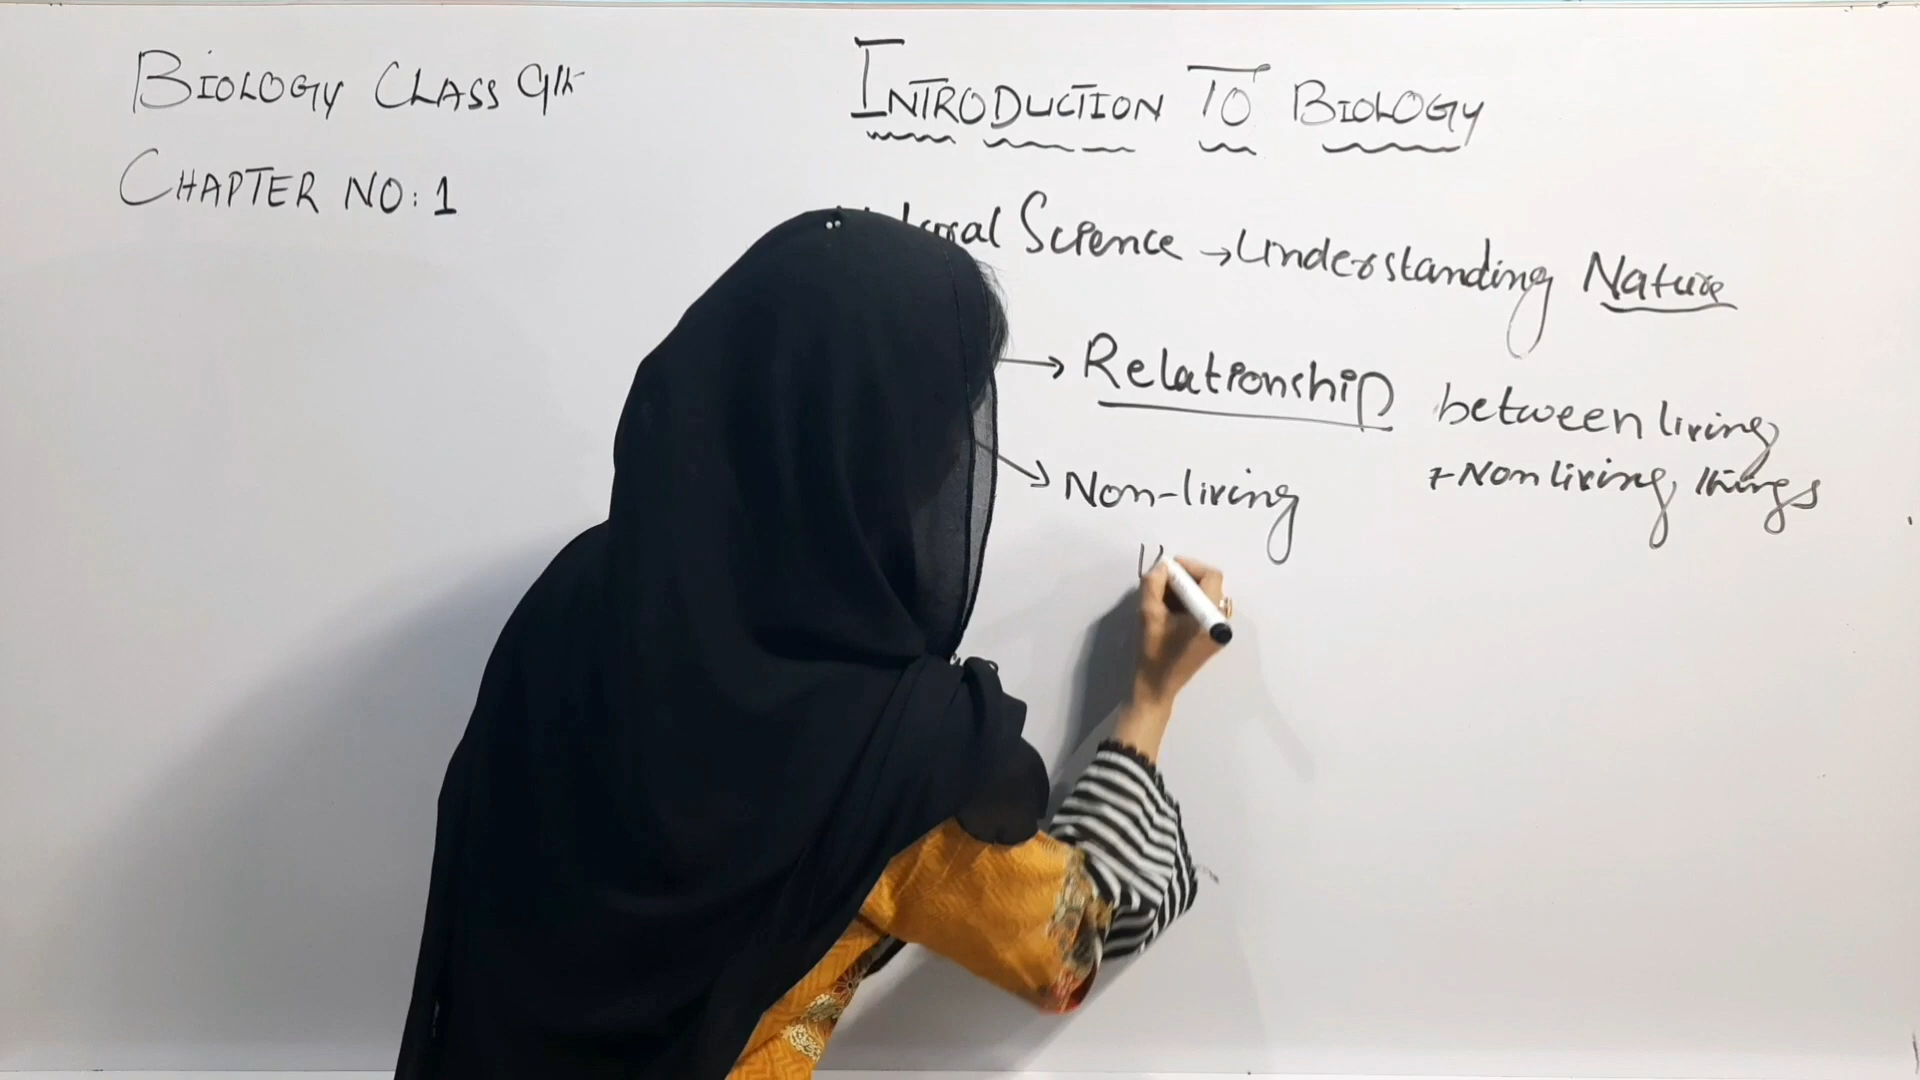 BIOLOGY CLASS 9th
CHAPTER NO: 1
INTRODUCTION TO BIOLOGY
Science → Understanding Nature
→ Relationship between living
+ Non living things
→ Non-living